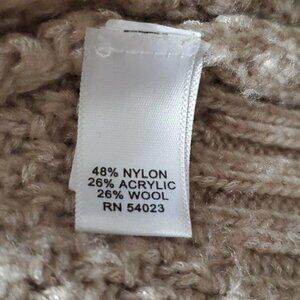 48% NYLON
26% ACRYLIC
26% WOOL
RN 54023